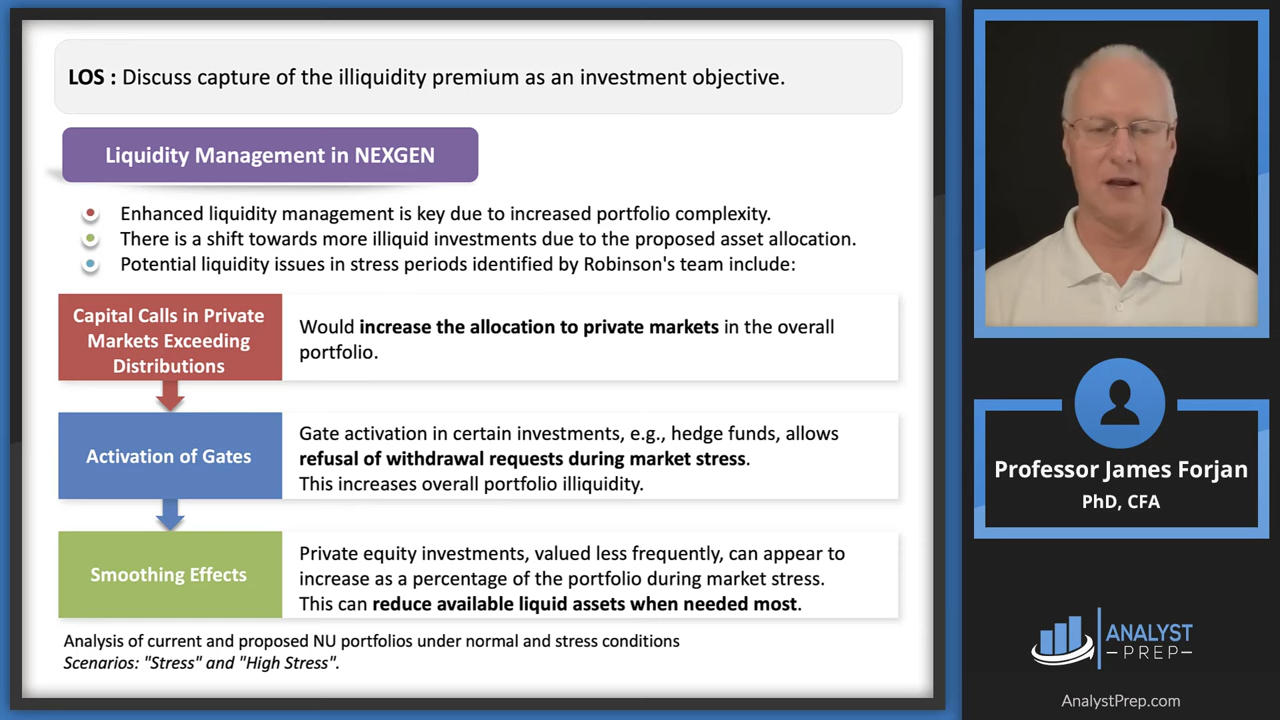 LOS : Discuss capture of the illiquidity premium as an investment objective.
Liquidity Management in NEXGEN
Enhanced liquidity management is key due to increased portfolio complexity.
There is a shift towards more illiquid investments due to the proposed asset allocation.
Potential liquidity issues in stress periods identified by Robinson's team include:
Capital Calls in Private
Markets Exceeding
Distributions
Would increase the allocation to private markets in the overall
portfolio.
Activation of Gates
Gate activation in certain investments, e.g., hedge funds, allows
refusal of withdrawal requests during market stress.
This increases overall portfolio illiquidity.
Smoothing Effects
Private equity investments, valued less frequently, can appear to
increase as a percentage of the portfolio during market stress.
This can reduce available liquid assets when needed most.
Analysis of current and proposed NU portfolios under normal and stress conditions
Scenarios: "Stress" and "High Stress".
Professor James Forjan
PhD, CFA
ANALYST
PREP
AnalystPrep.com